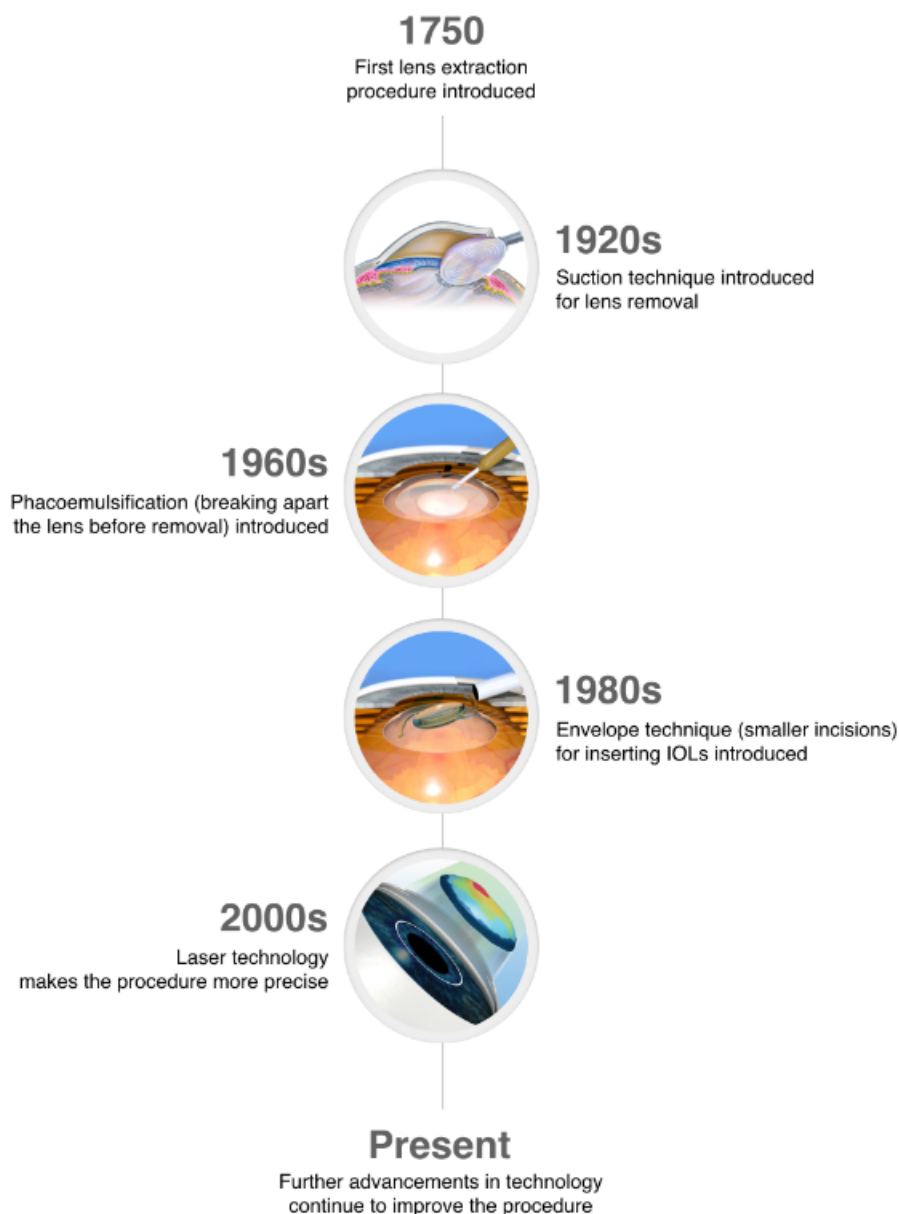 1750
First lens extraction
procedure introduced
1920s
Suction technique introduced
for lens removal
1960s
Phacoemulsification (breaking apart
the lens before removal) introduced
1980s
Envelope technique (smaller incisions)
for inserting IOLs introduced
2000s
Laser technology
makes the procedure more precise
Present
Further advancements in technology
continue to improve the procedure